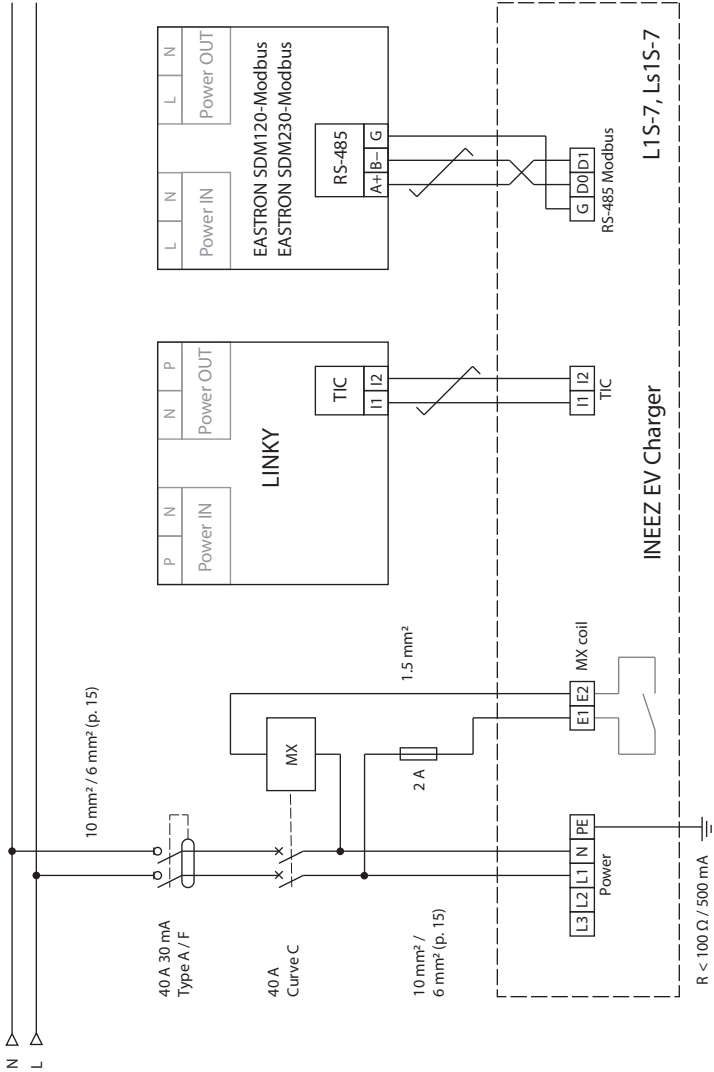 N
L
10 mm² / 6 mm² (p. 15)
40 A 30 mA
Type A / F
40 A
Curve C
MX
1.5 mm²
2 A
10 mm² /
6 mm² (p. 15)
L3 L2 L1 N PE
Power
E1 E2
MX coil
R < 100 Ω / 500 mA
P N
Power IN
N P
Power OUT
LINKY
TIC
I1 I2
I1 I2
TIC
L N
Power IN
L N
Power OUT
EASTRON SDM120-Modbus
EASTRON SDM230-Modbus
RS-485
A+ B− G
G D0 D1
RS-485 Modbus
INEEZ EV Charger
L1S-7, Ls1S-7